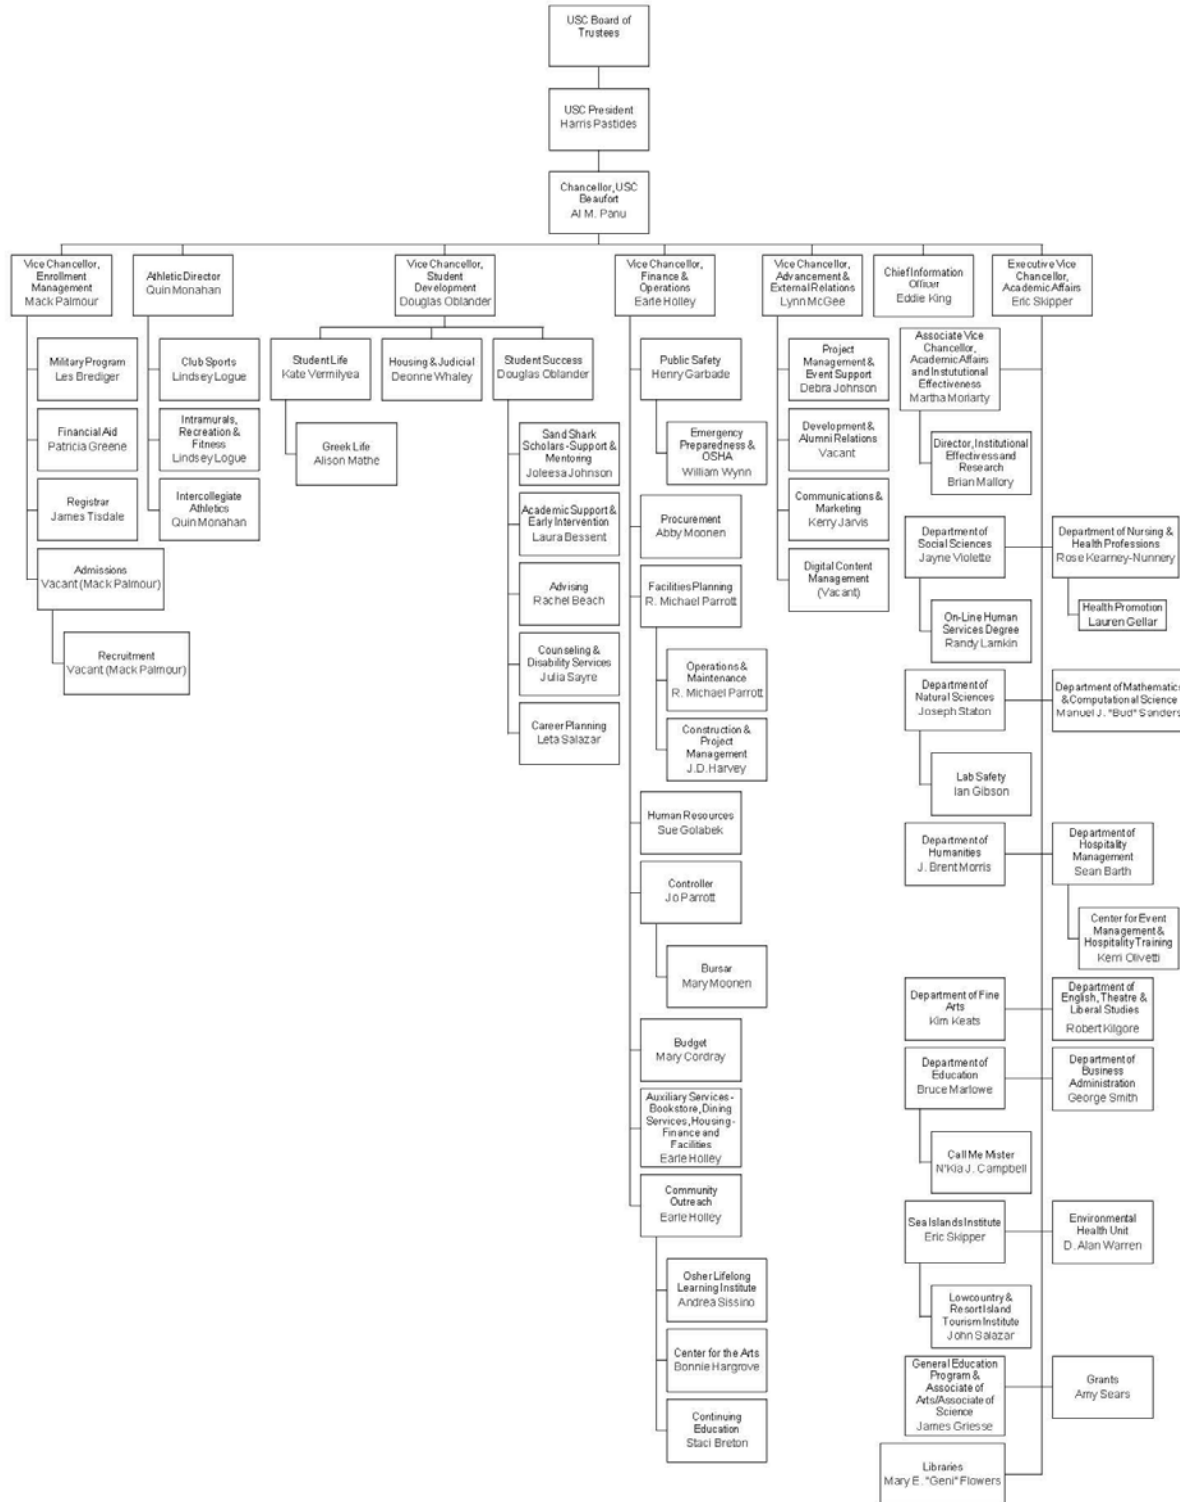 USC Board of
Trustees
USC President
Harris Pastides
Chancellor, USC
Beaufort
Al M. Panu
Vice Chancellor,
Enrollment
Management
Mack Palmour
Military Program
Les Brediger
Financial Aid
Patricia Greene
Registrar
James Tisdale
Admissions
Vacant (Mack Palmour)
Recruitment
Vacant (Mack Palmour)
Athletic Director
Quin Monahan
Club Sports
Lindsey Logue
Intramurals,
Recreation &
Fitness
Lindsey Logue
Intercollegiate
Athletics
Quin Monahan
Vice Chancellor,
Student
Development
Douglas Oblander
Student Life
Kate Vermilyea
Greek Life
Alison Mathe
Housing & Judicial
Deonne Whaley
Student Success
Douglas Oblander
Sand Shark
Scholars-Support &
Mentoring
Joleesa Johnson
Academic Support &
Early Intervention
Laura Bessent
Advising
Rachel Beach
Counseling &
Disability Services
Julia Sayre
Career Planning
Leta Salazar
Vice Chancellor,
Finance &
Operations
Earle Holley
Public Safety
Henry Garbade
Emergency
Preparedness &
OSHA
William Wynn
Procurement
Abby Moonen
Facilities Planning
R. Michael Parrott
Operations &
Maintenance
R. Michael Parrott
Construction &
Project
Management
J.D. Harvey
Human Resources
Sue Golabek
Controller
Jo Parrott
Bursar
Mary Moonen
Budget
Mary Cordray
Auxiliary Services-
Bookstore, Dining
Services, Housing-
Finance and
Facilities
Earle Holley
Community
Outreach
Earle Holley
Osher Lifelong
Learning Institute
Andrea Sissino
Center for the Arts
Bonnie Hargrove
Continuing
Education
Staci Breton
Vice Chancellor,
Advancement &
External Relations
Lynn McGee
Project
Management &
Event Support
Debra Johnson
Development &
Alumni Relations
Vacant
Communications &
Marketing
Kerry Jarvis
Digital Content
Management
(Vacant)
Chief Information
Officer
Eddie King
Executive Vice
Chancellor,
Academic Affairs
Eric Skipper
Associate Vice
Chancellor,
Academic Affairs
and Instutional
Effectiveness
Martha Moriarty
Director, Institutional
Effectivess and
Research
Brian Mallory
Department of
Social Sciences
Jayne Violette
On-Line Human
Services Degree
Randy Lamkin
Department of Nursing &
Health Professions
Rose Kearney-Nunnery
Health Promotion
Lauren Gellar
Department of
Natural Sciences
Joseph Staton
Lab Safety
Ian Gibson
Department of Mathematics
& Computational Science
Manuel J. "Bud" Sanders
Department of
Humanities
J. Brent Morris
Department of
Hospitality
Management
Sean Barth
Center for Event
Management &
Hospitality Training
Kerri Olivetti
Department of Fine
Arts
Kim Keats
Department of
English, Theatre &
Liberal Studies
Robert Kilgore
Department of
Education
Bruce Marlowe
Call Me Mister
N'Kia J. Campbell
Department of
Business
Administration
George Smith
Sea Islands Institute
Eric Skipper
Lowcountry &
Resort Island
Tourism Institute
John Salazar
Environmental
Health Unit
D. Alan Warren
General Education
Program &
Associate of
Arts/Associate of
Science
James Griesse
Grants
Amy Sears
Libraries
Mary E. "Geni" Flowers